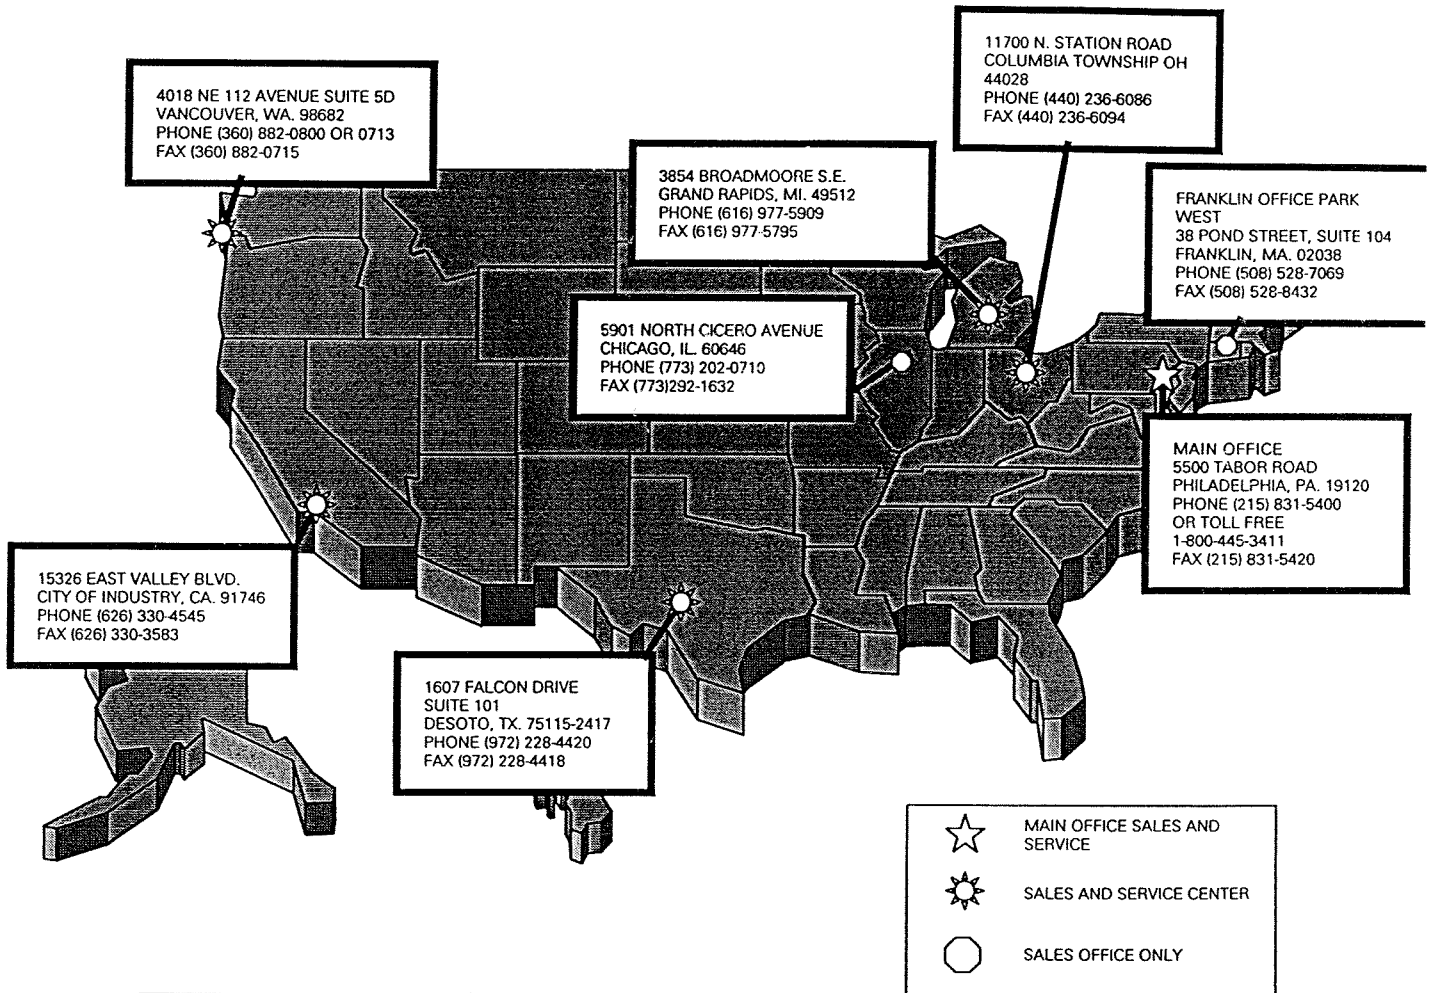 11700 N. STATION ROAD
COLUMBIA TOWNSHIP OH
44028
PHONE (440) 236-6086
FAX (440) 236-6094
4018 NE 112 AVENUE SUITE 5D
VANCOUVER, WA. 98682
PHONE (360) 882-0800 OR 0713
FAX (360) 882-0715
3854 BROADMOORE S.E.
GRAND RAPIDS, MI. 49512
PHONE (616) 977-5909
FAX (616) 977-5795
FRANKLIN OFFICE PARK
WEST
38 POND STREET, SUITE 104
FRANKLIN, MA. 02038
PHONE (508) 528-7069
FAX (508) 528-8432
5901 NORTH CICERO AVENUE
CHICAGO, IL. 60646
PHONE (773) 202-0710
FAX (773)292-1632
MAIN OFFICE
5500 TABOR ROAD
PHILADELPHIA, PA. 19120
PHONE (215) 831-5400
OR TOLL FREE
1-800-445-3411
FAX (215) 831-5420
15326 EAST VALLEY BLVD.
CITY OF INDUSTRY, CA. 91746
PHONE (626) 330-4545
FAX (626) 330-3583
1607 FALCON DRIVE
SUITE 101
DESOTO, TX. 75115-2417
PHONE (972) 228-4420
FAX (972) 228-4418
MAIN OFFICE SALES AND
SERVICE
SALES AND SERVICE CENTER
SALES OFFICE ONLY